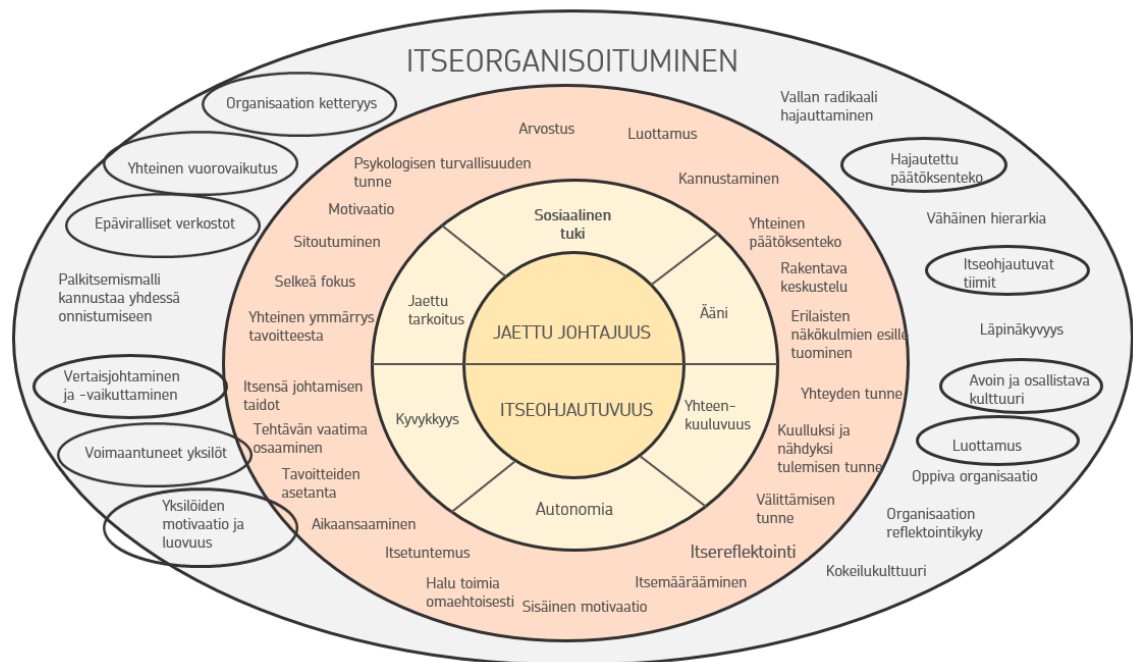 ITSEORGANISOITUMINEN
Organisaation ketteryys
Yhteinen vuorovaikutus
Epäviralliset verkostot
Palkitsemismalli
kannustaa yhdessä
onnistumiseen
Vertaisjohtaminen
ja -vaikuttaminen
Voimaantuneet yksilöt
Yksilöiden
motivaatio ja
luovuus
Vallan radikaali
hajauttaminen
Hajautettu
päätöksenteko
Vähäinen hierarkia
Itseohjautuvat
tiimit
Läpinäkyvyys
Avoin ja osallistava
kulttuuri
Luottamus
Oppiva organisaatio
Organisaation
reflektointikyky
Kokeilukulttuuri
Arvostus
Luottamus
Kannustaminen
Yhteinen
päätöksenteko
Rakentava
keskustelu
Erilaisten
näkökulmien esille
tuominen
Yhteyden tunne
Kuulluksi ja
nähdyksi
tulemisen tunne
Välittämisen
tunne
Itsereflektointi
Itsemäärääminen
Sisäinen motivaatio
Halu toimia
omaehtoisesti
Itsetuntemus
Aikaansaaminen
Tavoitteiden
asetanta
Tehtävän vaatima
osaaminen
Itsensä johtamisen
taidot
Yhteinen ymmärrys
tavoitteesta
Selkeä fokus
Sitoutuminen
Motivaatio
Psykologisen turvallisuuden
tunne
Sosiaalinen
tuki
Jaettu
tarkoitus
Ääni
Kyvykkyys
Yhteen-
kuuluvuus
Autonomia
JAETTU JOHTAJUUS
ITSEOHJAUTUVUUS